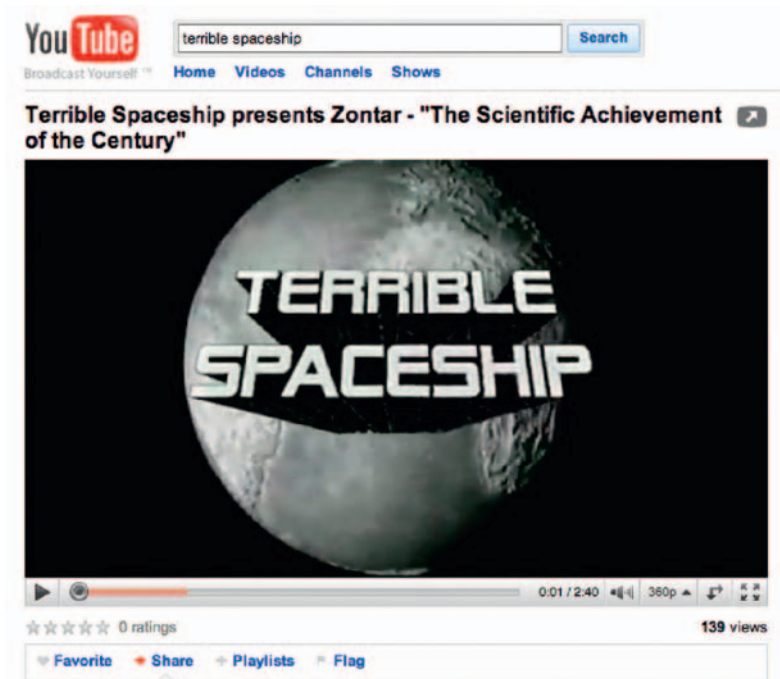 You Tube
terrible spaceship
Search
Broadcast Yourself ™
Home Videos Channels Shows
Terrible Spaceship presents Zontar - "The Scientific Achievement
of the Century"
TERRIBLE
SPACESHIP
0:01 / 2:40 360p
0 ratings
139 views
Favorite Share Playlists Flag